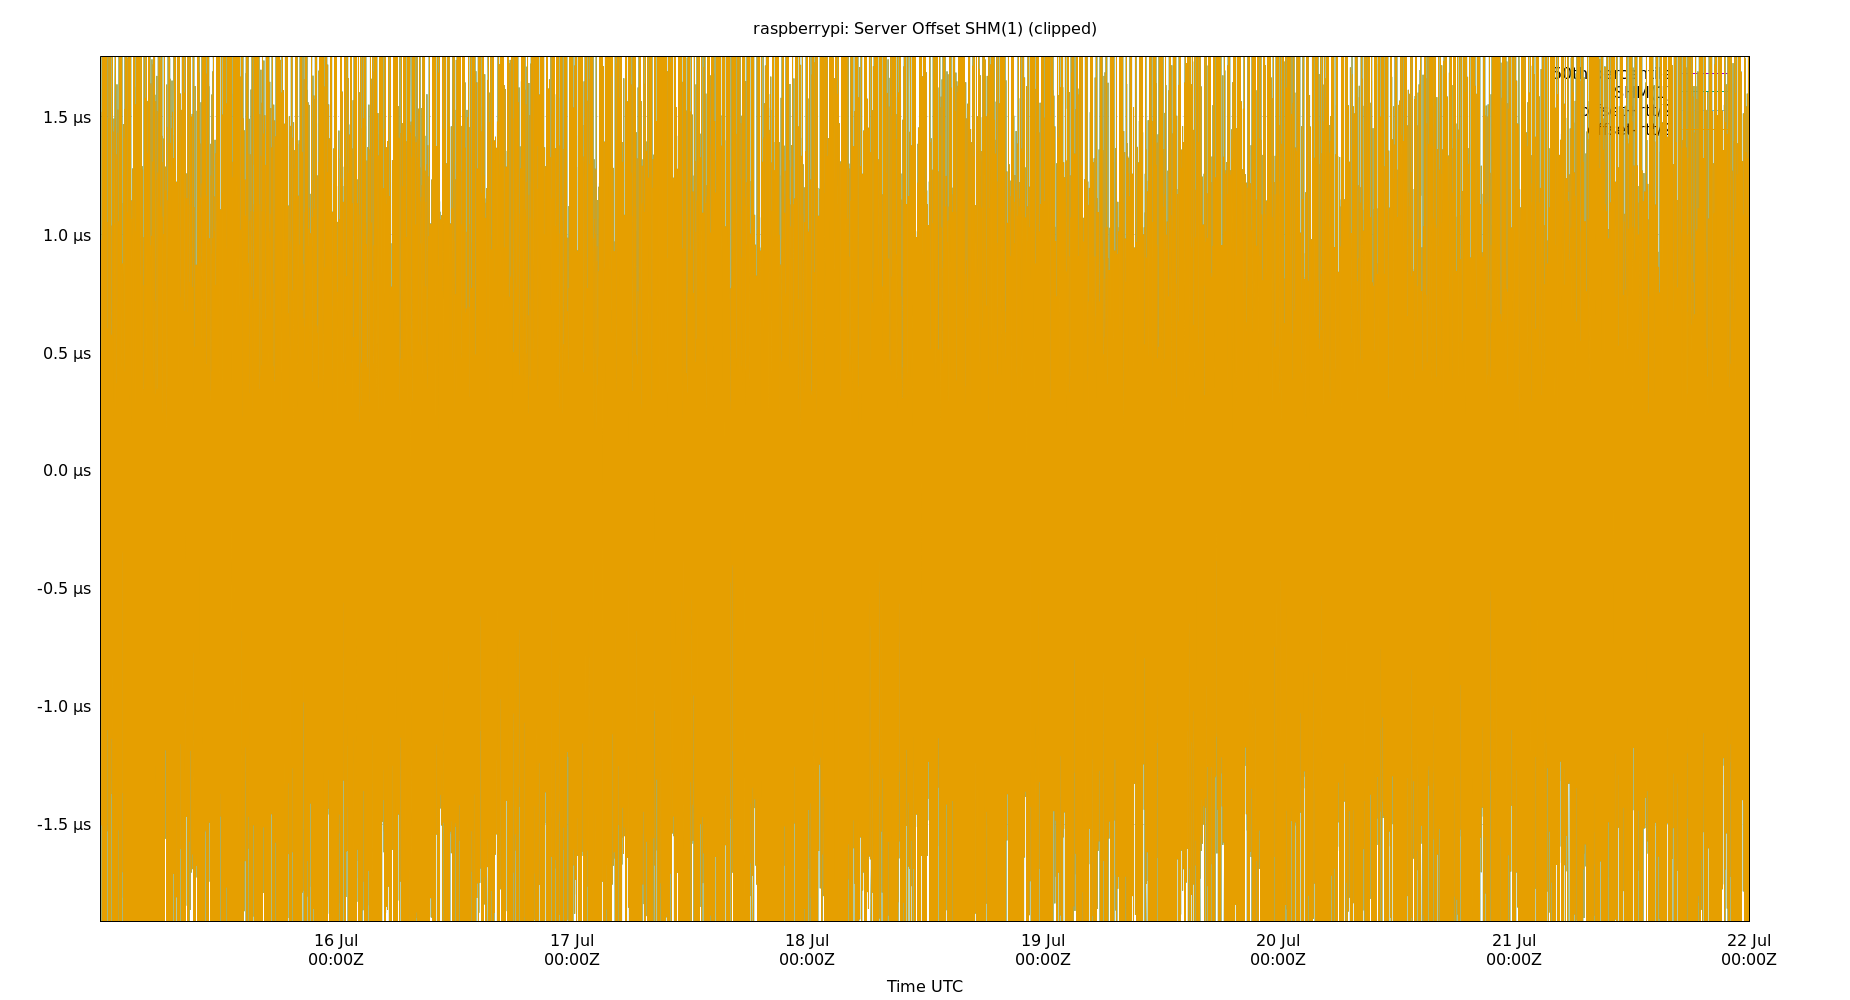 raspberrypi: Server Offset SHM(1) (clipped)
1.5 µs
1.0 µs
0.5 µs
0.0 µs
-0.5 µs
-1.0 µs
-1.5 µs
16 Jul 17 Jul 18 Jul 19 Jul 20 Jul 21 Jul 22 Jul
00:00Z 00:00Z 00:00Z 00:00Z 00:00Z 00:00Z 00:00Z
Time UTC